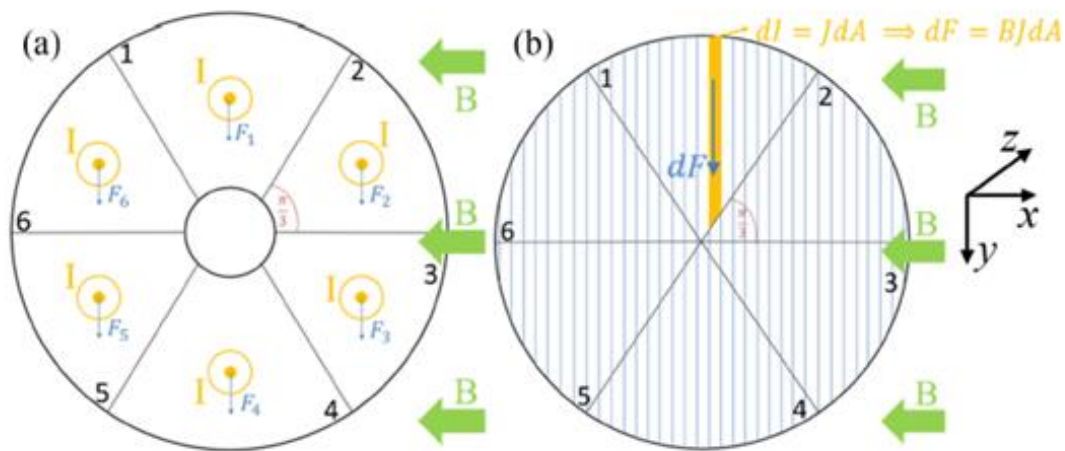 (a)
1
2
3
4
5
6
I
I
I
I
I
I
F₁
F₂
F₃
F₄
F₅
F₆
π/3
B
B
B
(b)
dI = JdA ⟹ dF = BJdA
1
2
3
4
5
6
dF
π/3
B
B
B
z
x
y